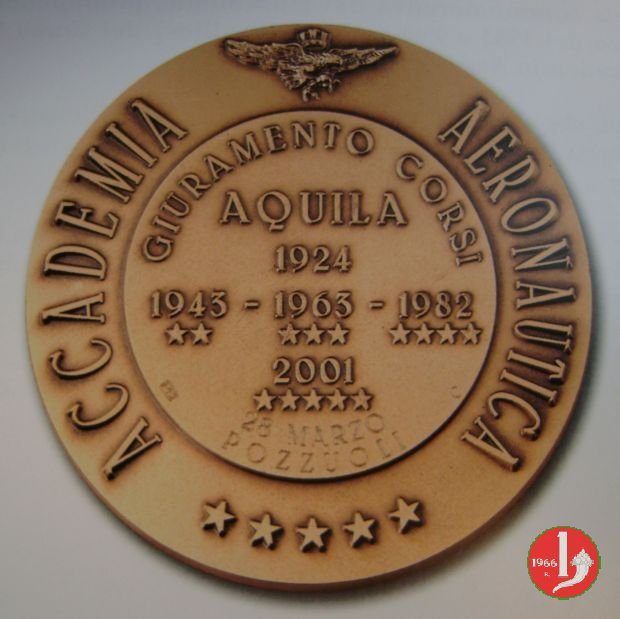 ACCADEMIA AERONAUTICA
GIURAMENTO CORSI
AQUILA
1924
1943 - 1963 - 1982
2001
28 MARZO
POZZUOLI
1966